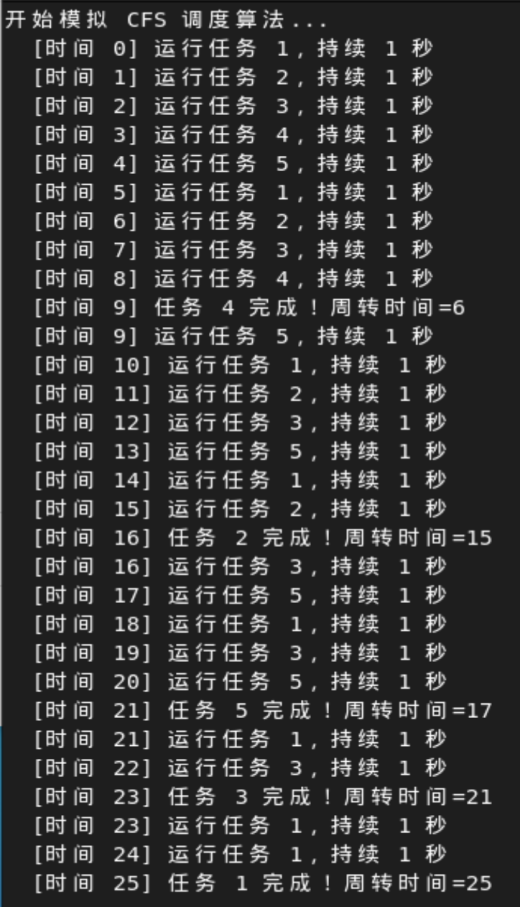 开始模拟 CFS 调度算法...
[时间 0] 运行任务 1,持续 1 秒
[时间 1] 运行任务 2,持续 1 秒
[时间 2] 运行任务 3,持续 1 秒
[时间 3] 运行任务 4,持续 1 秒
[时间 4] 运行任务 5,持续 1 秒
[时间 5] 运行任务 1,持续 1 秒
[时间 6] 运行任务 2,持续 1 秒
[时间 7] 运行任务 3,持续 1 秒
[时间 8] 运行任务 4,持续 1 秒
[时间 9] 任务 4 完成！周转时间=6
[时间 9] 运行任务 5,持续 1 秒
[时间 10] 运行任务 1,持续 1 秒
[时间 11] 运行任务 2,持续 1 秒
[时间 12] 运行任务 3,持续 1 秒
[时间 13] 运行任务 5,持续 1 秒
[时间 14] 运行任务 1,持续 1 秒
[时间 15] 运行任务 2,持续 1 秒
[时间 16] 任务 2 完成！周转时间=15
[时间 16] 运行任务 3,持续 1 秒
[时间 17] 运行任务 5,持续 1 秒
[时间 18] 运行任务 1,持续 1 秒
[时间 19] 运行任务 3,持续 1 秒
[时间 20] 运行任务 5,持续 1 秒
[时间 21] 任务 5 完成！周转时间=17
[时间 21] 运行任务 1,持续 1 秒
[时间 22] 运行任务 3,持续 1 秒
[时间 23] 任务 3 完成！周转时间=21
[时间 23] 运行任务 1,持续 1 秒
[时间 24] 运行任务 1,持续 1 秒
[时间 25] 任务 1 完成！周转时间=25